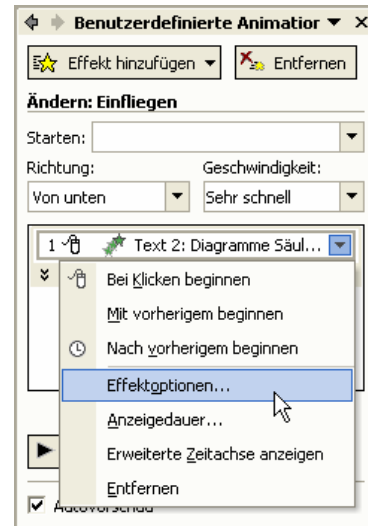 Benutzerdefinierte Animation
Effekt hinzufügen
Entfernen
Ändern: Einfliegen
Starten:
Richtung:
Geschwindigkeit:
Von unten
Sehr schnell
1
Text 2: Diagramme Säul...
Bei Klicken beginnen
Mit vorherigem beginnen
Nach vorherigem beginnen
Effektoptionen...
Anzeigedauer...
Erweiterte Zeitachse anzeigen
Entfernen
AutoVorschau